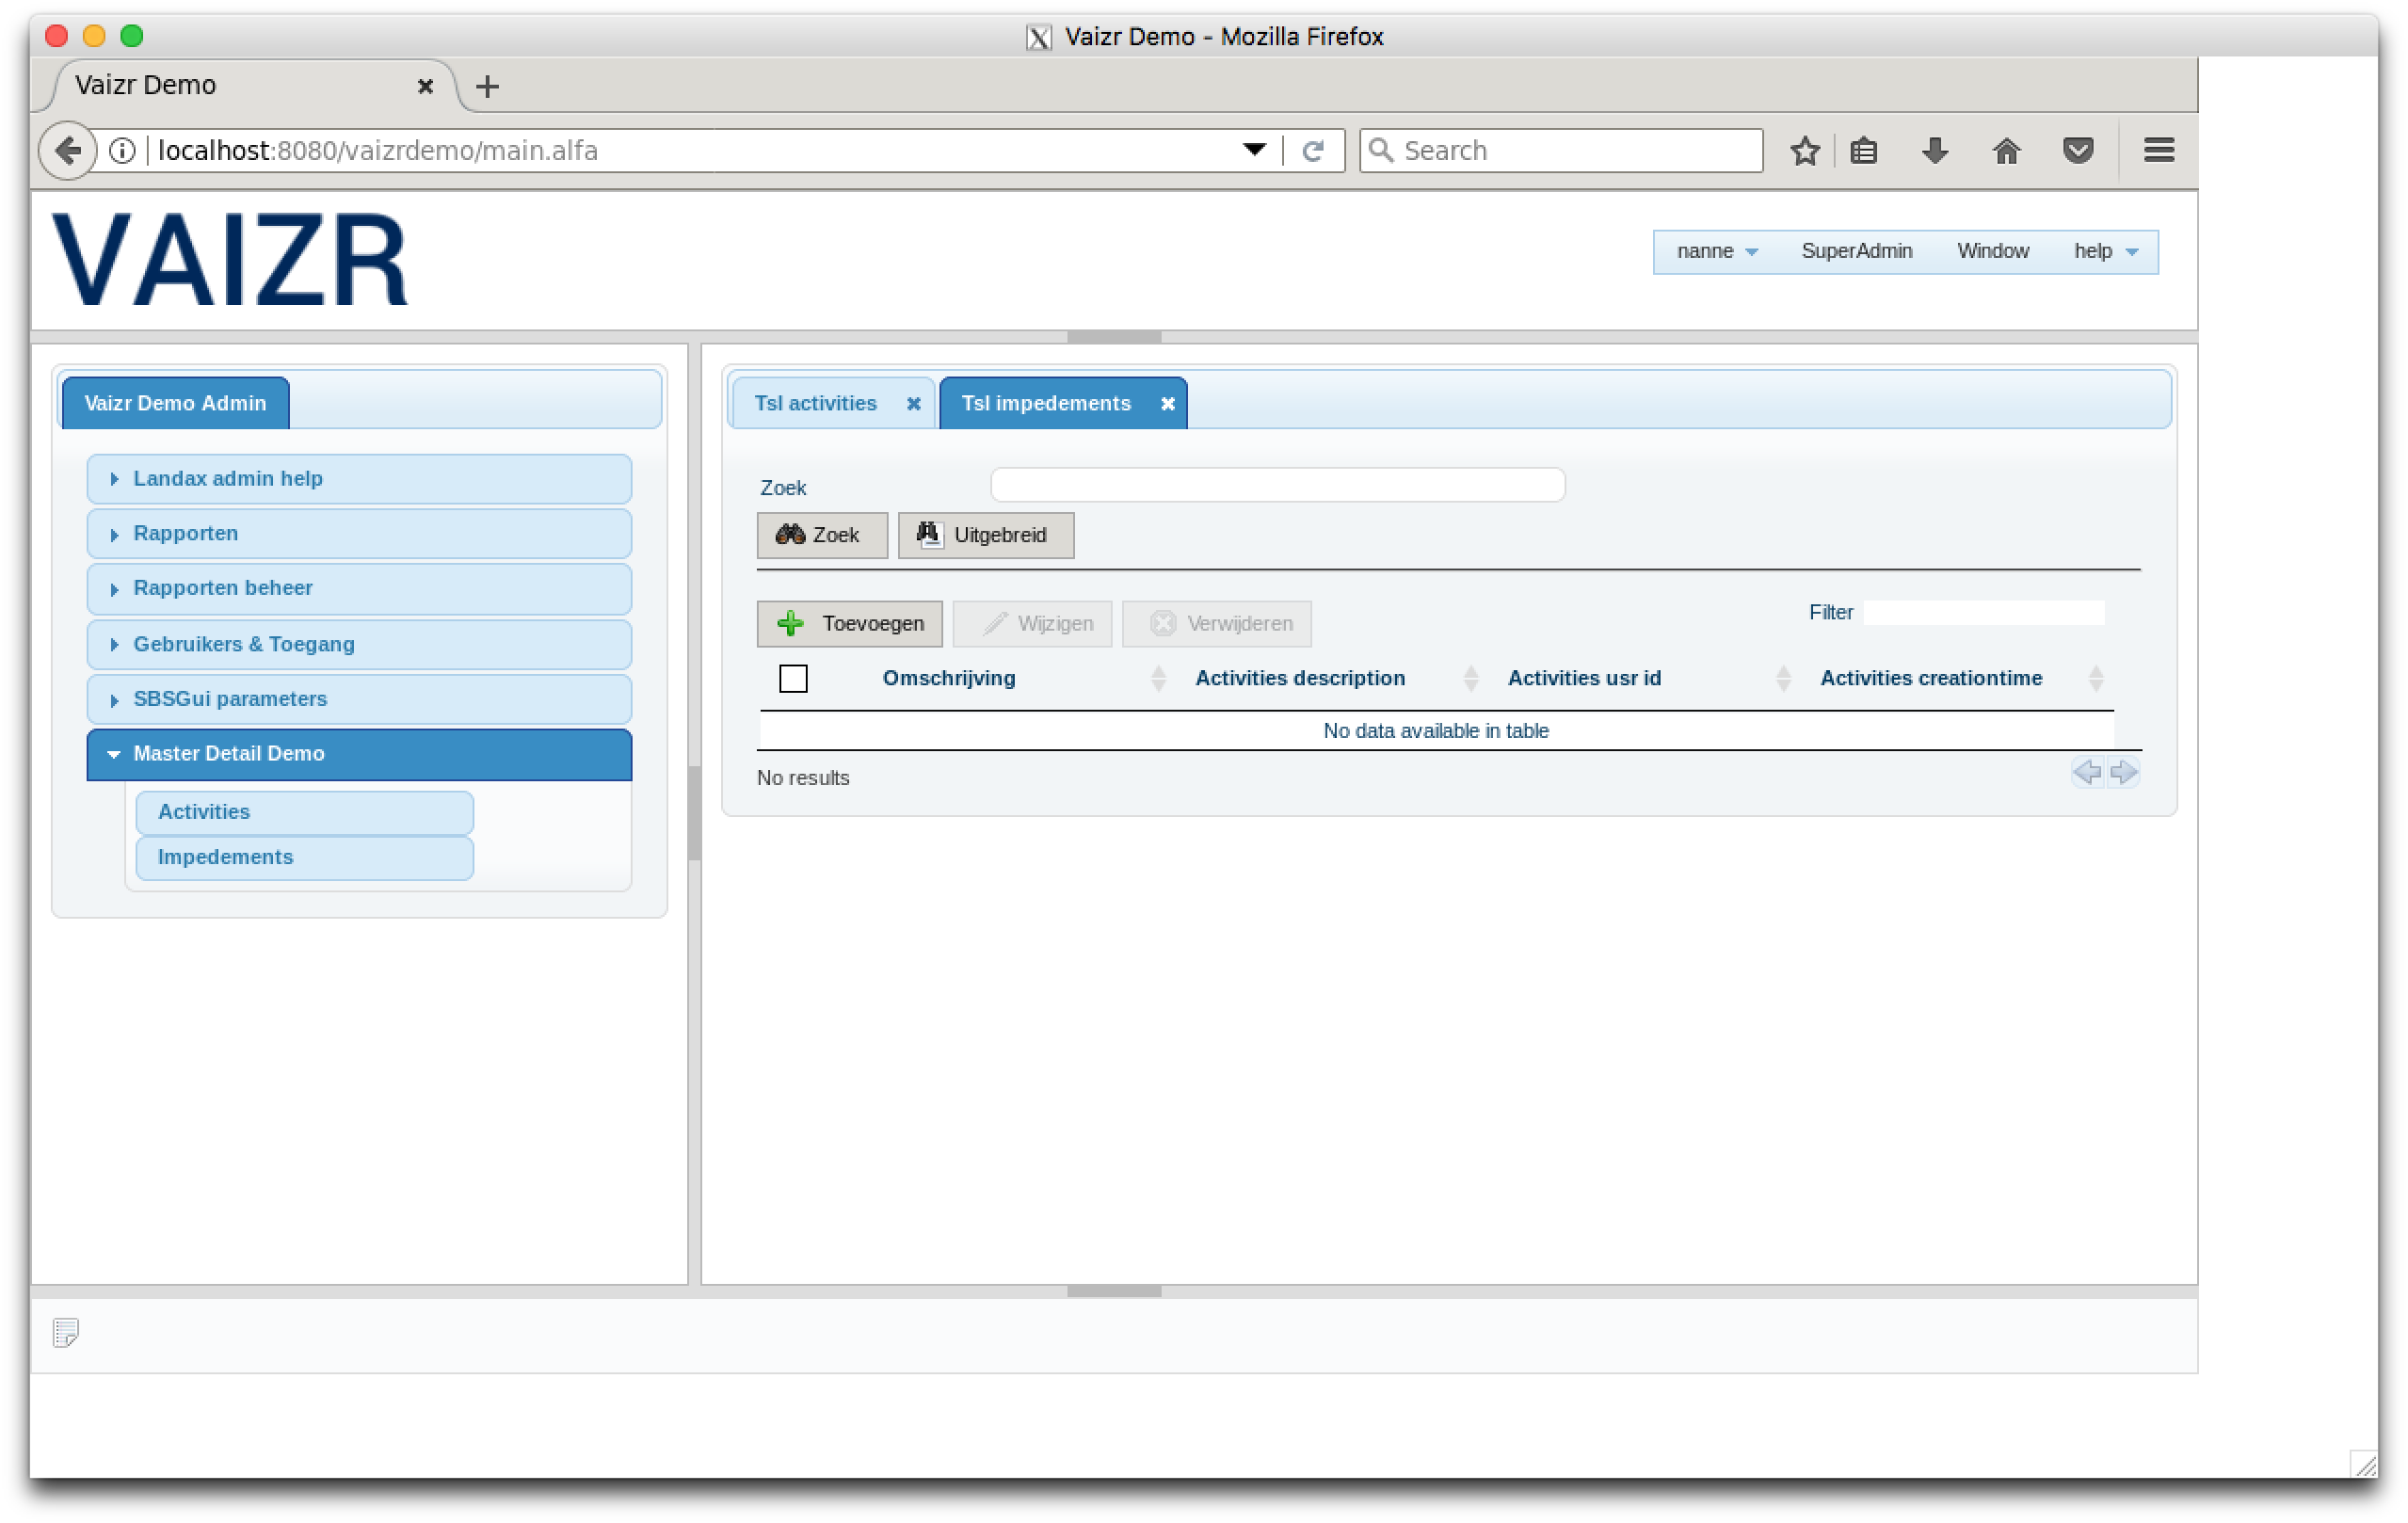 Vaizr Demo - Mozilla Firefox
Vaizr Demo
localhost:8080/vaizrdemo/main.alfa
Search
VAIZR
nanne SuperAdmin Window help
Vaizr Demo Admin
Landax admin help
Rapporten
Rapporten beheer
Gebruikers & Toegang
SBSGui parameters
Master Detail Demo
Activities
Impedements
Tsl activities Tsl impedements
Zoek
Zoek Uitgebreid
Toevoegen Wijzigen Verwijderen Filter
Omschrijving Activities description Activities usr id Activities creationtime
No data available in table
No results